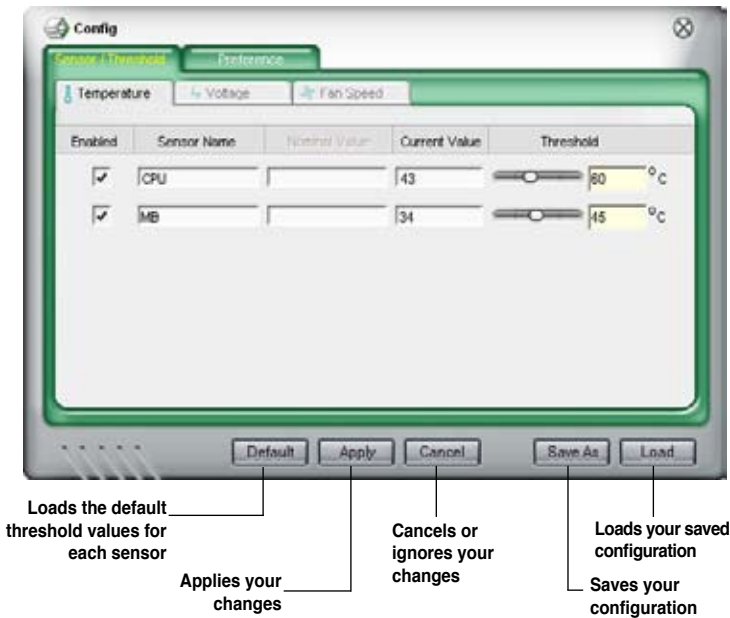 Config
Sensor / Threshold Preference
Temperature Voltage Fan Speed
Enabled Sensor Name Nominal Value Current Value Threshold
CPU 43 60 °C
MB 34 45 °C
Default Apply Cancel Save As Load
Loads the default
threshold values for
each sensor
Applies your
changes
Cancels or
ignores your
changes
Saves your
configuration
Loads your saved
configuration